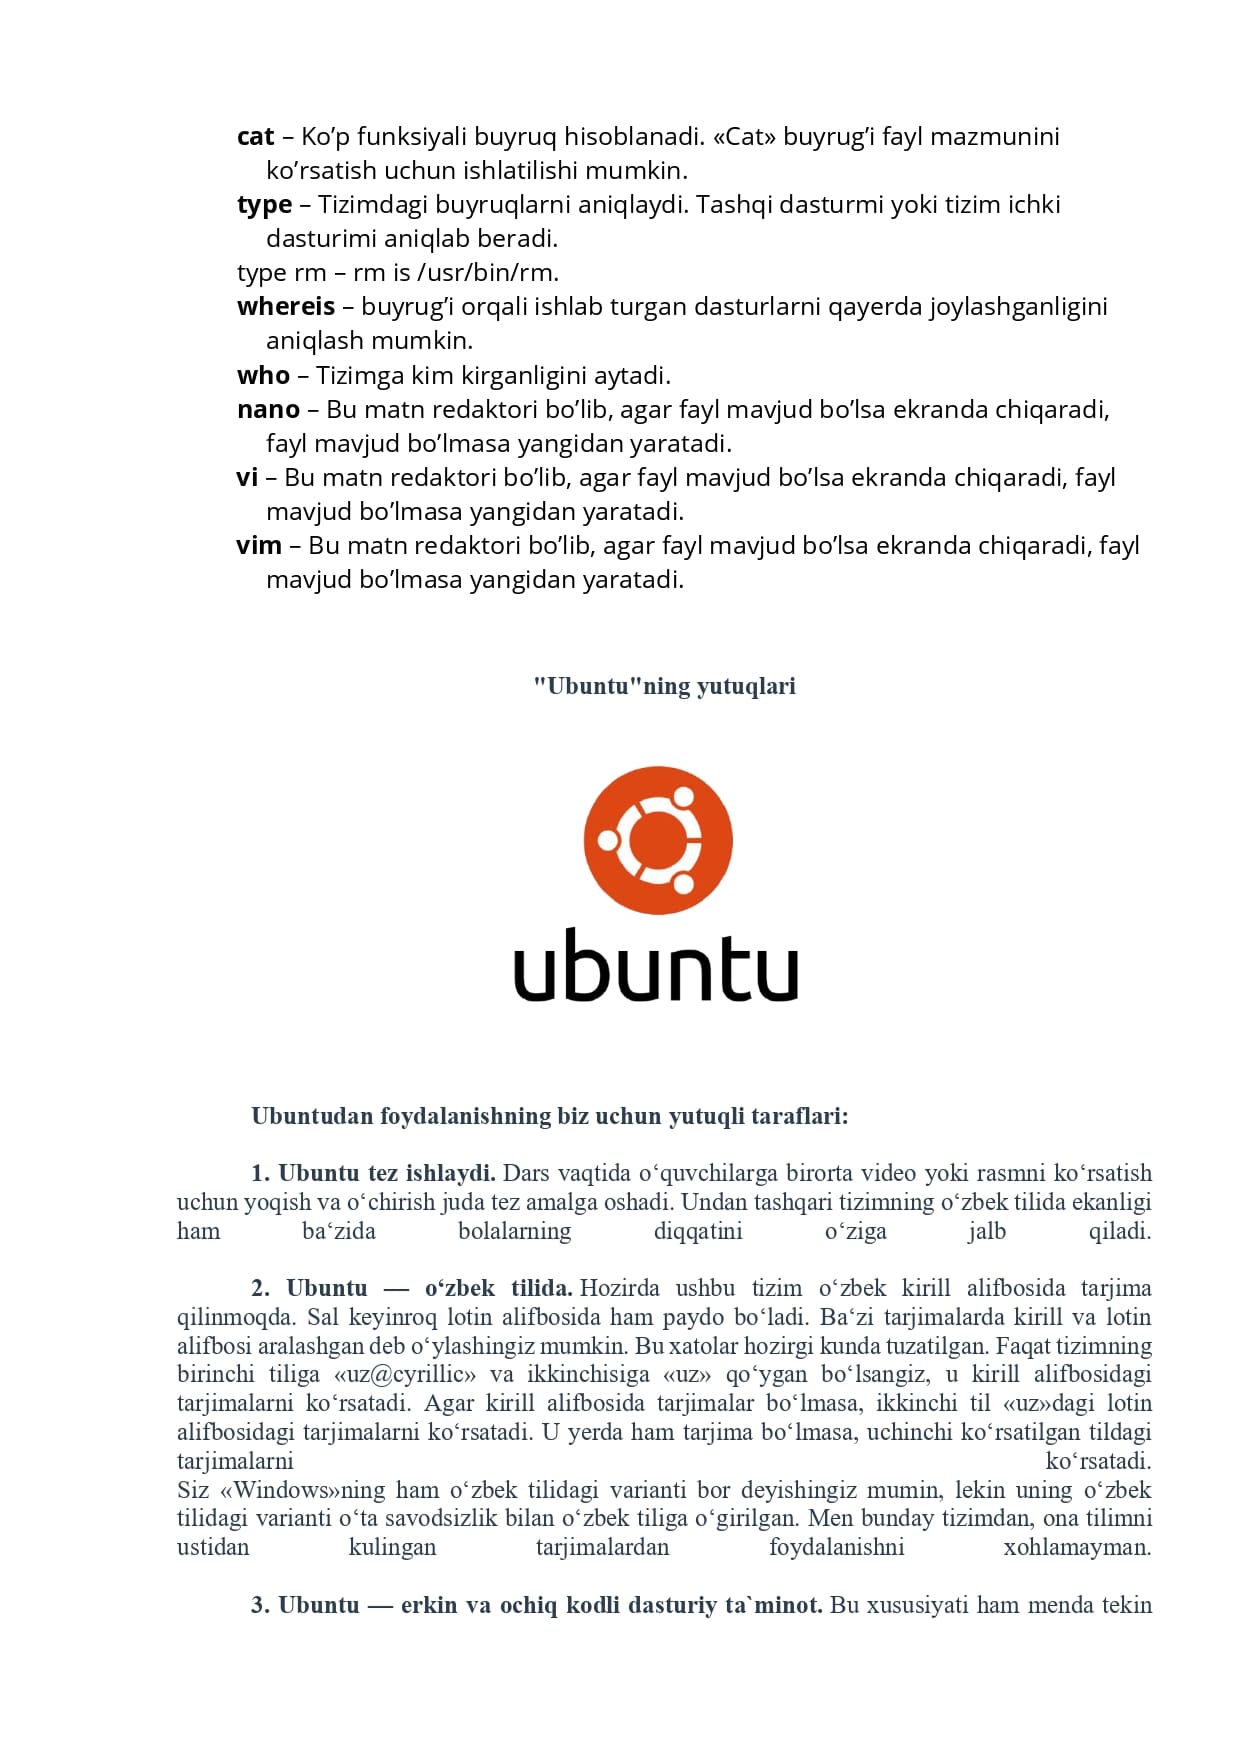 cat – Ko’p funksiyali buyruq hisoblanadi. «Cat» buyrug’i fayl mazmunini
ko’rsatish uchun ishlatilishi mumkin.
type – Tizimdagi buyruqlarni aniqlaydi. Tashqi dasturmi yoki tizim ichki
dasturimi aniqlab beradi.
type rm – rm is /usr/bin/rm.
whereis – buyrug’i orqali ishlab turgan dasturlarni qayerda joylashganligini
aniqlash mumkin.
who – Tizimga kim kirganligini aytadi.
nano – Bu matn redaktori bo’lib, agar fayl mavjud bo’lsa ekranda chiqaradi,
fayl mavjud bo’lmasa yangidan yaratadi.
vi – Bu matn redaktori bo’lib, agar fayl mavjud bo’lsa ekranda chiqaradi, fayl
mavjud bo’lmasa yangidan yaratadi.
vim – Bu matn redaktori bo’lib, agar fayl mavjud bo’lsa ekranda chiqaradi, fayl
mavjud bo’lmasa yangidan yaratadi.
"Ubuntu"ning yutuqlari
ubuntu
Ubuntudan foydalanishning biz uchun yutuqli taraflari:
1. Ubuntu tez ishlaydi. Dars vaqtida o‘quvchilarga birorta video yoki rasmni ko‘rsatish
uchun yoqish va o‘chirish juda tez amalga oshadi. Undan tashqari tizimning o‘zbek tilida ekanligi
ham ba‘zida bolalarning diqqatini o‘ziga jalb qiladi.
2. Ubuntu — o‘zbek tilida. Hozirda ushbu tizim o‘zbek kirill alifbosida tarjima
qilinmoqda. Sal keyinroq lotin alifbosida ham paydo bo‘ladi. Ba‘zi tarjimalarda kirill va lotin
alifbosi aralashgan deb o‘ylashingiz mumkin. Bu xatolar hozirgi kunda tuzatilgan. Faqat tizimning
birinchi tiliga «uz@cyrillic» va ikkinchisiga «uz» qo‘ygan bo‘lsangiz, u kirill alifbosidagi
tarjimalarni ko‘rsatadi. Agar kirill alifbosida tarjimalar bo‘lmasa, ikkinchi til «uz»dagi lotin
alifbosidagi tarjimalarni ko‘rsatadi. U yerda ham tarjima bo‘lmasa, uchinchi ko‘rsatilgan tildagi
tarjimalarni ko‘rsatadi.
Siz «Windows»ning ham o‘zbek tilidagi varianti bor deyishingiz mumin, lekin uning o‘zbek
tilidagi varianti o‘ta savodsizlik bilan o‘zbek tiliga o‘girilgan. Men bunday tizimdan, ona tilimni
ustidan kulingan tarjimalardan foydalanishni xohlamayman.
3. Ubuntu — erkin va ochiq kodli dasturiy ta`minot. Bu xususiyati ham menda tekin